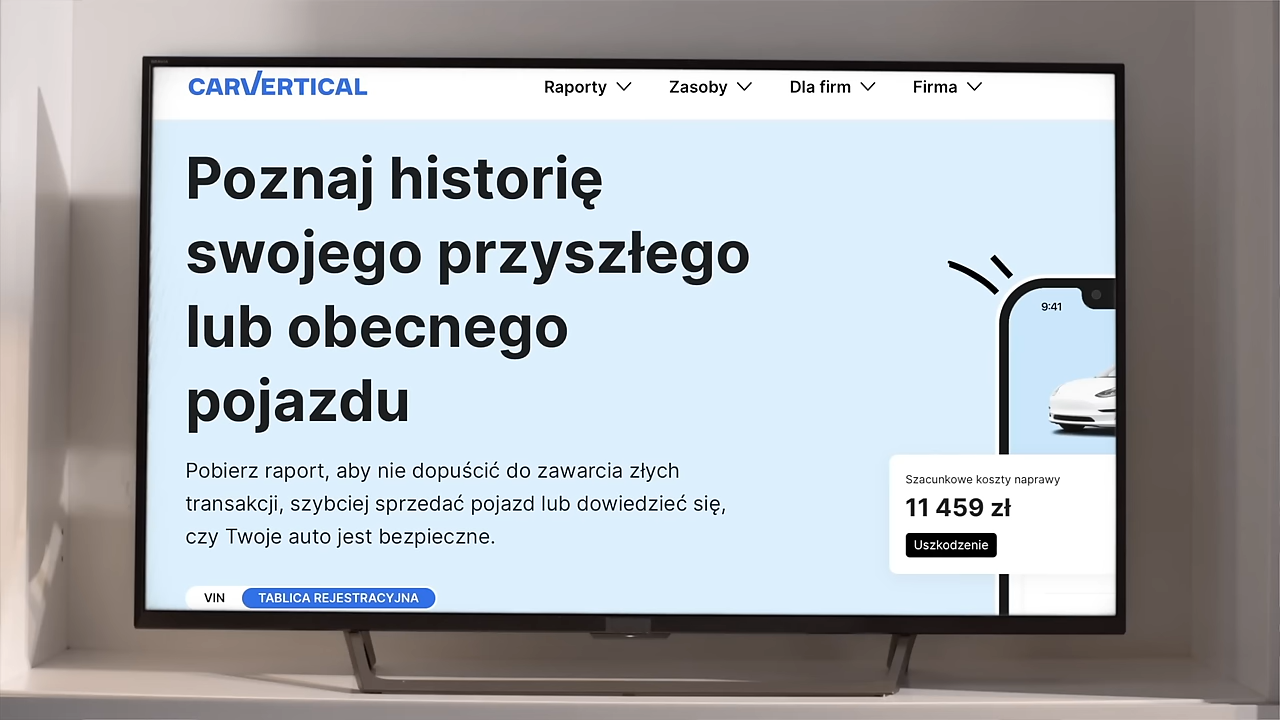 CARVERTICAL
Raporty Zasoby Dla firm Firma
Poznaj historię
swojego przyszłego
lub obecnego
pojazdu
Pobierz raport, aby nie dopuścić do zawarcia złych
transakcji, szybciej sprzedać pojazd lub dowiedzieć się,
czy Twoje auto jest bezpieczne.
VIN TABLICA REJESTRACYJNA
9:41
Szacunkowe koszty naprawy
11 459 zł
Uszkodzenie